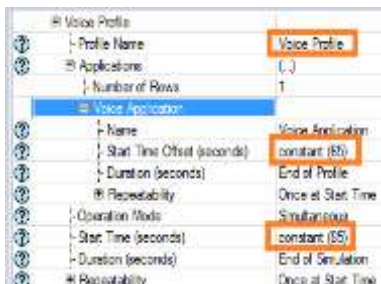 Voice Profile
Profile Name Voice Profile
Applications (...)
Number of Rows 1
Voice Application
Name Voice Application
Start Time Offset (seconds) constant (65)
Duration (seconds) End of Profile
Repeatability Once at Start Time
Operation Mode Simultaneous
Start Time (seconds) constant
Duration (seconds) End of Simulation
Repeatability Once at Start Time